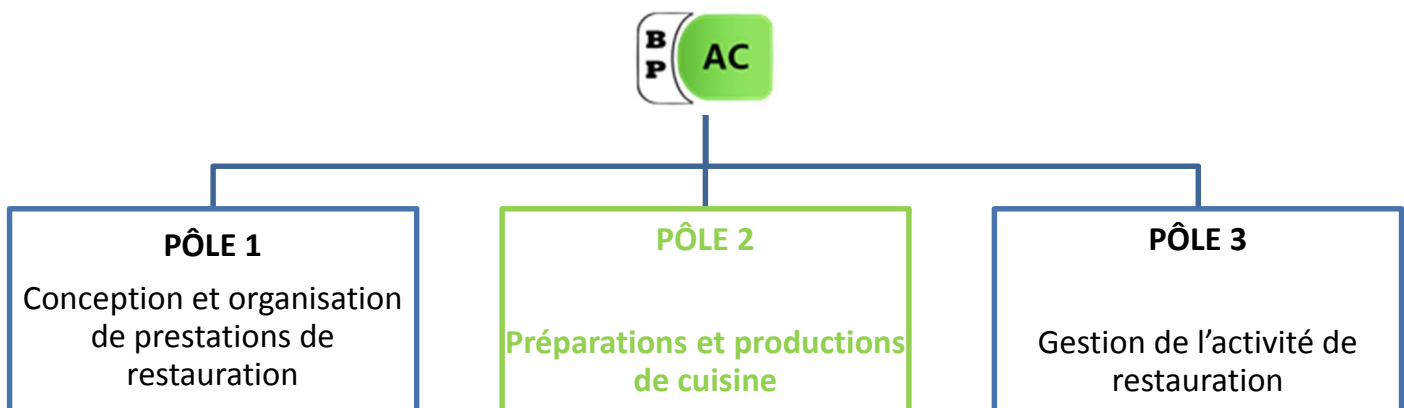 B
P
AC
PÔLE 1
Conception et organisation
de prestations de
restauration
PÔLE 2
Préparations et productions
de cuisine
PÔLE 3
Gestion de l’activité de
restauration